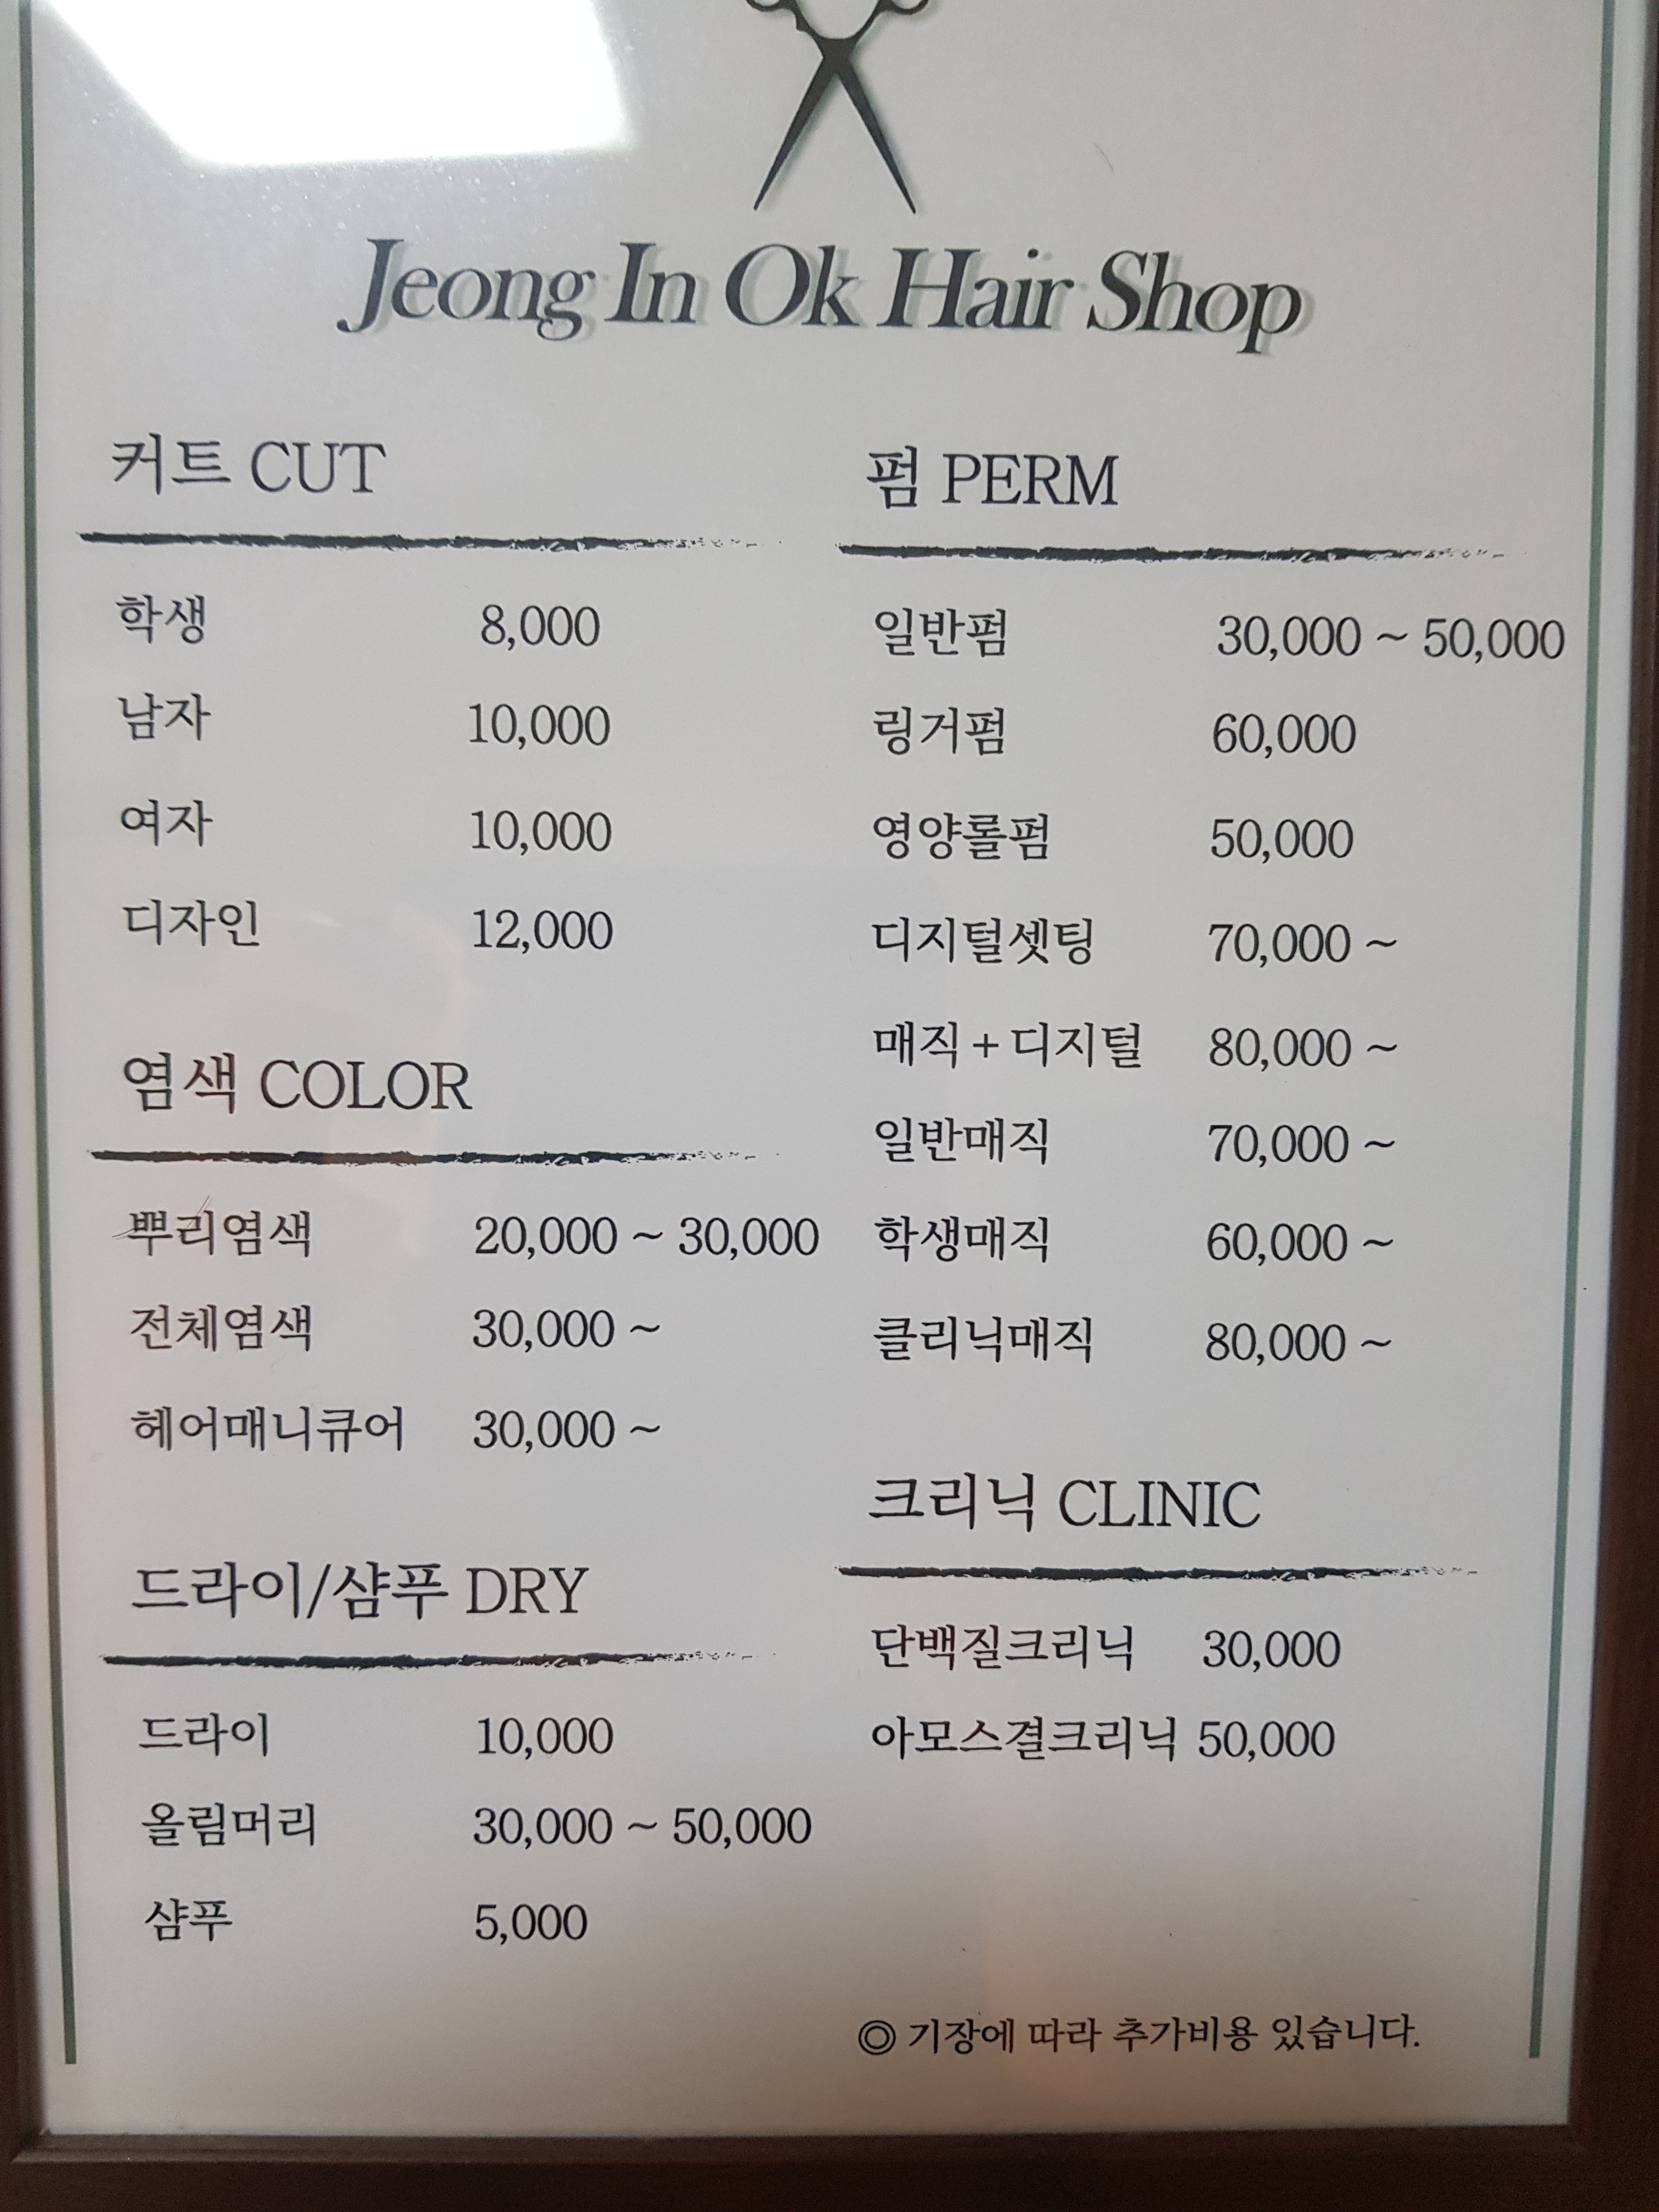 Jeong In Ok Hair Shop
커트 CUT
학생 8,000
남자 10,000
여자 10,000
디자인 12,000
염색 COLOR
뿌리염색 20,000 ~ 30,000
전체염색 30,000 ~
헤어매니큐어 30,000 ~
드라이/샴푸 DRY
드라이 10,000
올림머리 30,000 ~ 50,000
샴푸 5,000
펌 PERM
일반펌 30,000 ~ 50,000
링거펌 60,000
영양롤펌 50,000
디지털셋팅 70,000 ~
매직 + 디지털 80,000 ~
일반매직 70,000 ~
학생매직 60,000 ~
클리닉매직 80,000 ~
크리닉 CLINIC
단백질크리닉 30,000
아모스결크리닉 50,000
◎ 기장에 따라 추가비용 있습니다.